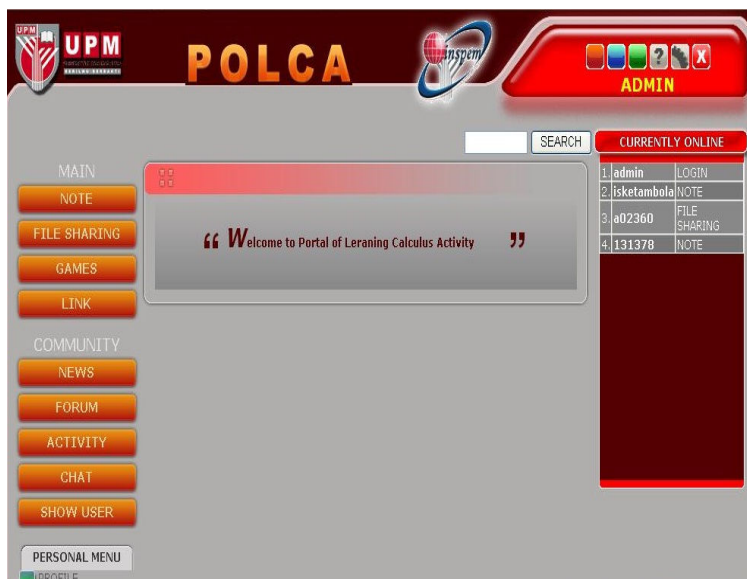 UPM
UPM
POLCA
inspem
?
X
ADMIN
SEARCH
CURRENTLY ONLINE
1. admin LOGIN
2. isketambola NOTE
3. a02360 FILE SHARING
4. 131378 NOTE
MAIN
NOTE
FILE SHARING
GAMES
LINK
“ Welcome to Portal of Leraning Calculus Activity ”
COMMUNITY
NEWS
FORUM
ACTIVITY
CHAT
SHOW USER
PERSONAL MENU
PROFILE